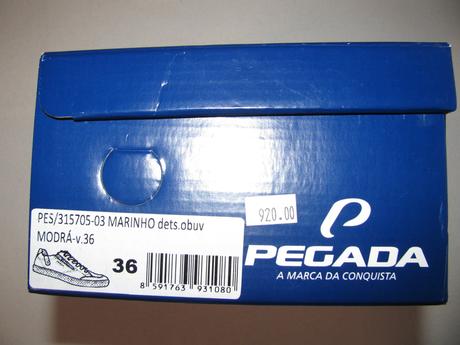 920.00
PEGADA
A MARCA DA CONQUISTA
PES/315705-03 MARINHO dets.obuv
MODRÁ-v.36
36
8 591763 931080